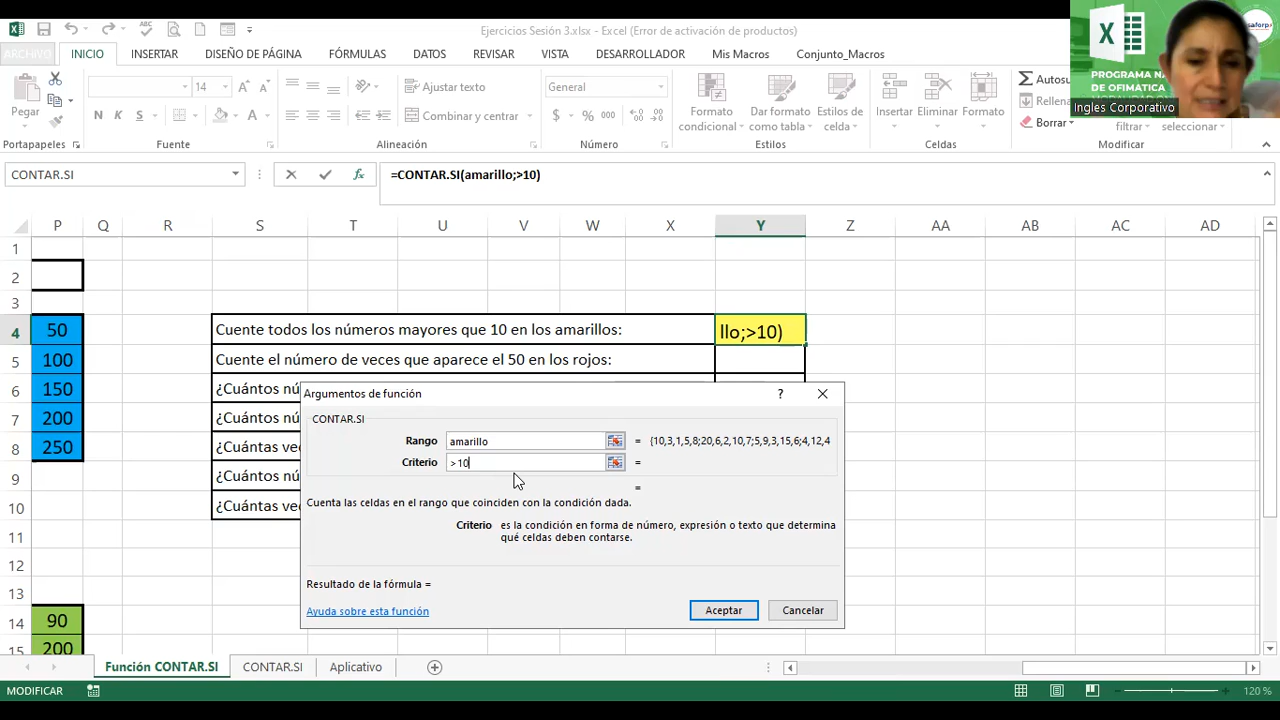 Ejercicios Sesión 3.xlsx - Excel (Error de activación de productos)
ARCHIVO INICIO INSERTAR DISEÑO DE PÁGINA FÓRMULAS DATOS REVISAR VISTA DESARROLLADOR Mis Macros Conjunto_Macros
PROGRAMA NA
DE OFIMÁTICA
Ingles Corporativo
Pegar
14
N K S
Ajustar texto
Combinar y centrar
General
$ % 000
Formato condicional
Dar formato como tabla
Estilos de celda
Insertar
Eliminar
Formato
Autosu
Rellena
Borrar
filtrar
seleccionar
Portapapeles Fuente Alineación Número Estilos Celdas Modificar
CONTAR.SI
=CONTAR.SI(amarillo;>10)
P Q R S T U V W X Y Z AA AB AC AD
1
2
3
4 50 Cuente todos los números mayores que 10 en los amarillos: llo;>10)
5 100 Cuente el número de veces que aparece el 50 en los rojos:
6 150 ¿Cuántos nú
7 200 ¿Cuántos nú
8 250 ¿Cuántas vec
9 ¿Cuántos nú
10 ¿Cuántas vec
11
12
13
14 90
15 200
Argumentos de función
?
CONTAR.SI
Rango amarillo = {10,3,1,5,8;20,6,2,10,7;5,9,3,15,6;4,12,4
Criterio >10 =
=
Cuenta las celdas en el rango que coinciden con la condición dada.
Criterio es la condición en forma de número, expresión o texto que determina
qué celdas deben contarse.
Resultado de la fórmula =
Ayuda sobre esta función
Aceptar
Cancelar
Función CONTAR.SI CONTAR.SI Aplicativo
MODIFICAR
120 %